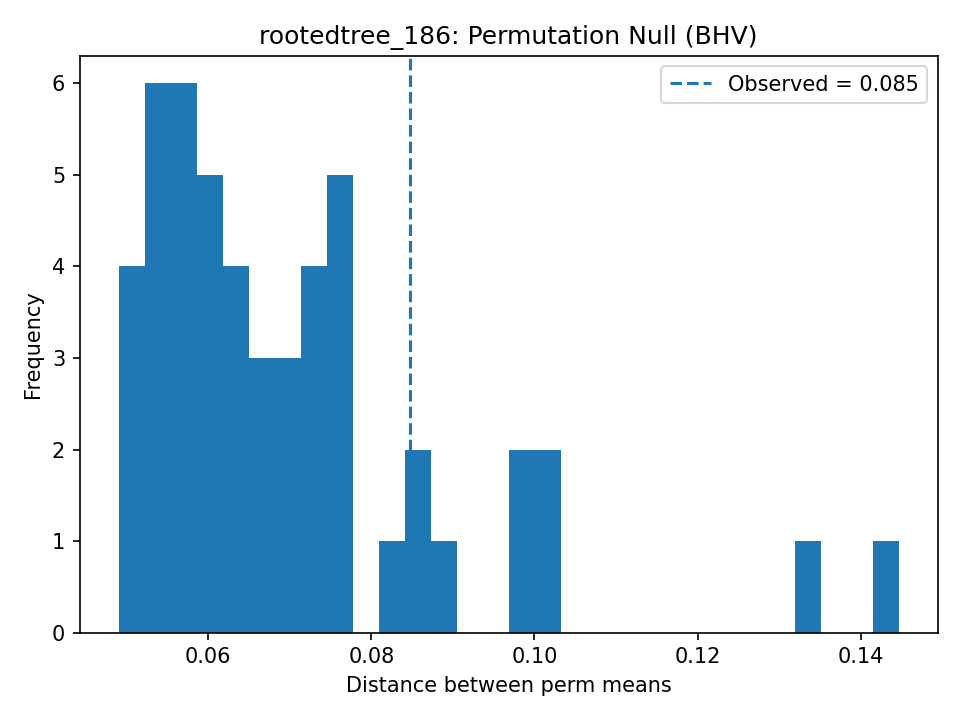 rootedtree_186: Permutation Null (BHV)
Observed = 0.085
6
5
4
3
2
1
0
Frequency
0.06 0.08 0.10 0.12 0.14
Distance between perm means